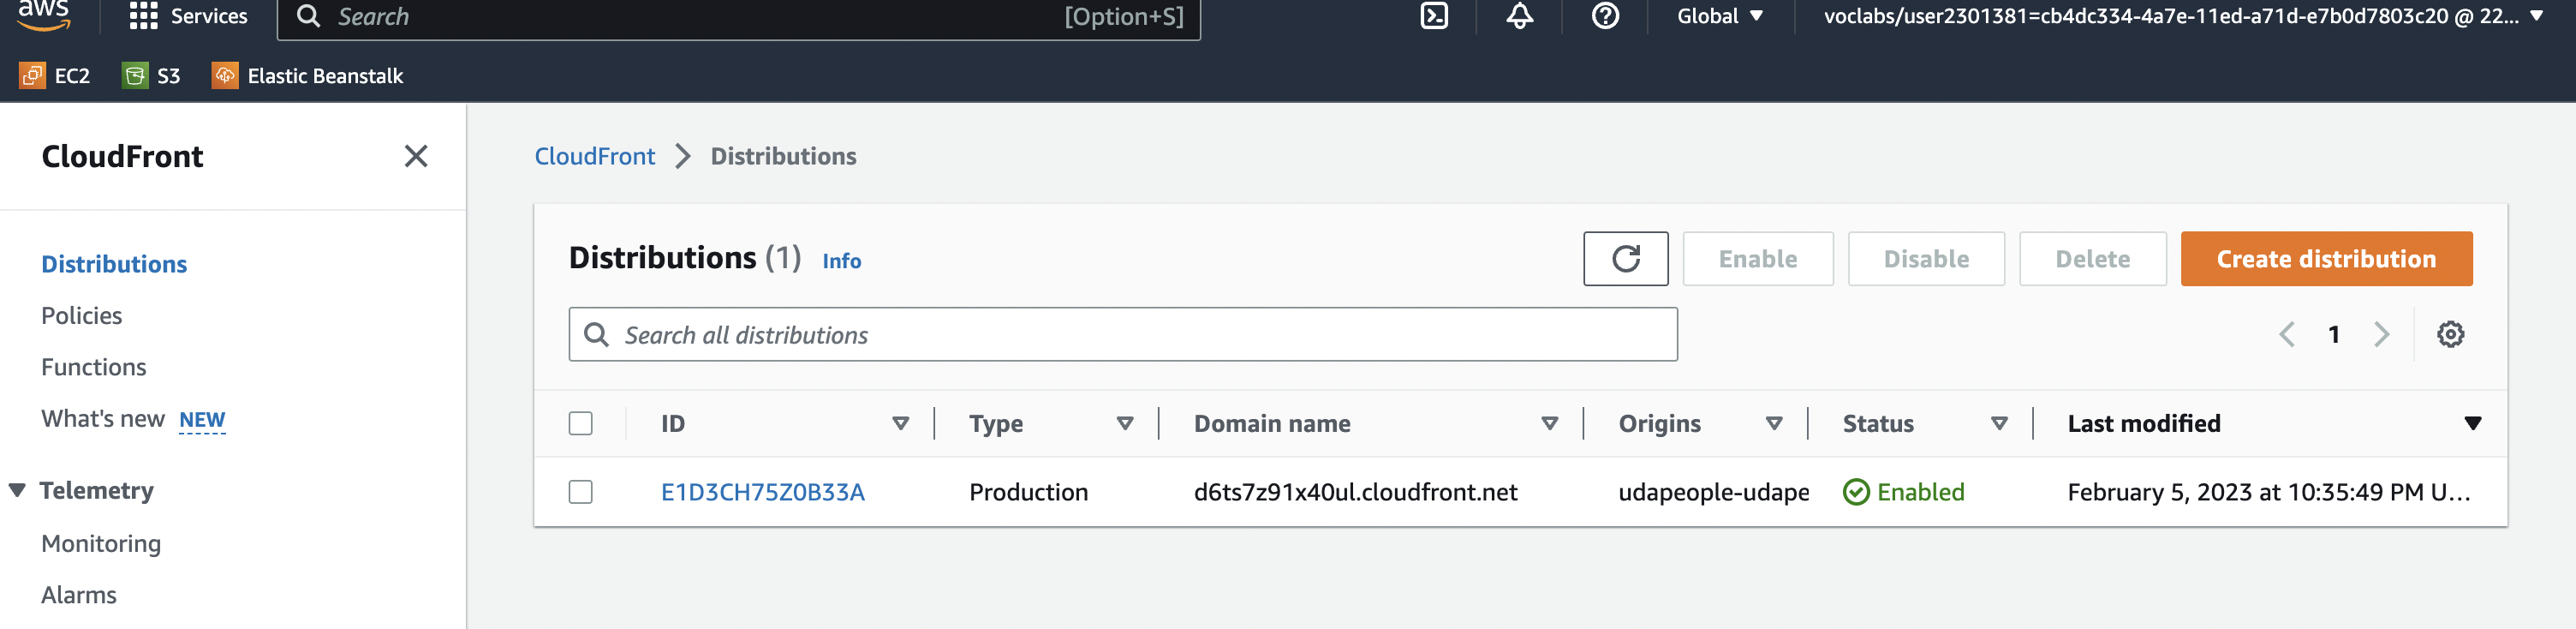 aws
Services
Search
[Option+S]
Global
voclabs/user2301381=cb4dc334-4a7e-11ed-a71d-e7b0d7803c20 @ 22...
EC2
S3
Elastic Beanstalk
CloudFront
Distributions
Policies
Functions
What's new NEW
Telemetry
Monitoring
Alarms
CloudFront > Distributions
Distributions (1) Info
Enable
Disable
Delete
Create distribution
Search all distributions
1
ID Type Domain name Origins Status Last modified
E1D3CH75Z0B33A Production d6ts7z91x40ul.cloudfront.net udapeople-udape Enabled February 5, 2023 at 10:35:49 PM U...